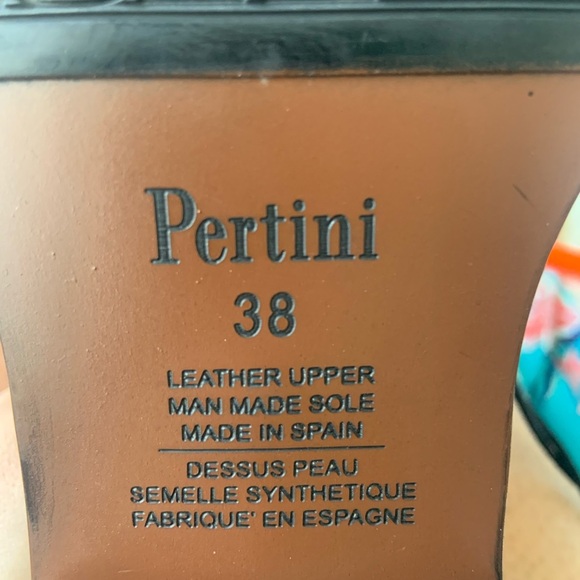 Pertini
38
LEATHER UPPER
MAN MADE SOLE
MADE IN SPAIN
DESSUS PEAU
SEMELLE SYNTHETIQUE
FABRIQUE' EN ESPAGNE